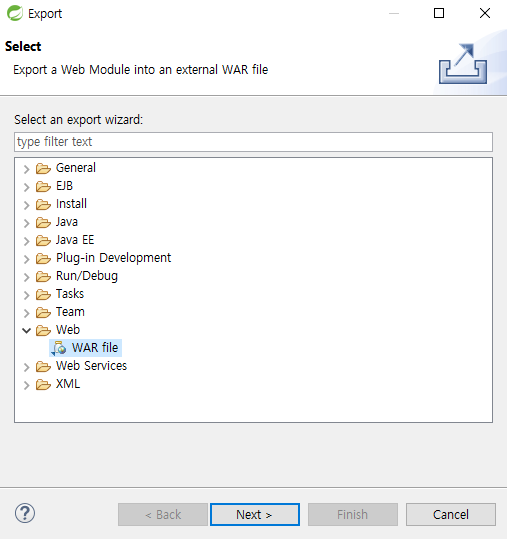 Export
Select
Export a Web Module into an external WAR file
Select an export wizard:
type filter text
General
EJB
Install
Java
Java EE
Plug-in Development
Run/Debug
Tasks
Team
Web
WAR file
Web Services
XML
< Back Next > Finish Cancel